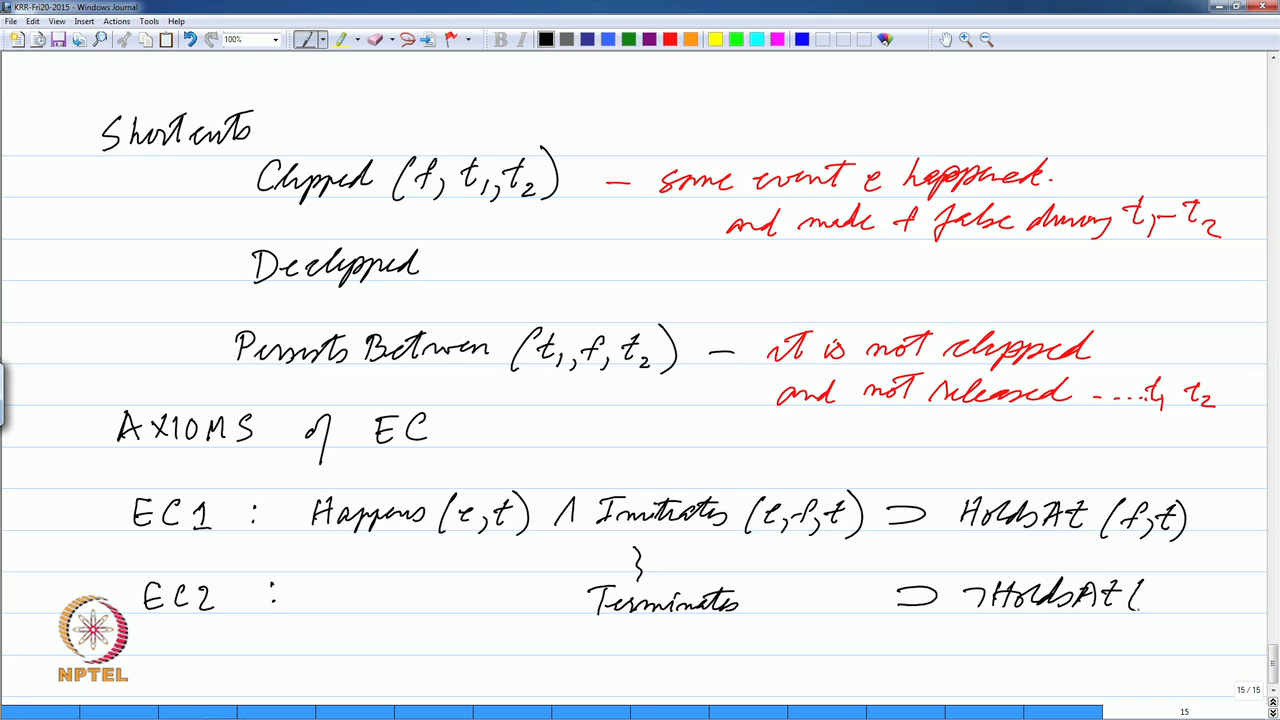 KRR-Fri20-2015 - Windows Journal
File Edit View Insert Actions Tools Help
100%
Shortcuts
Clipped (f, t1, t2) – some event e happened.
and made f false during t1 – t2
Declipped
Persists Between (t1, f, t2) – it is not clipped
and not released ..... t1 t2
AXIOMS of EC
EC1 : Happens (e, t) ∧ Initiates (e, f, t) ⊃ HoldsAt (f, t)
EC2 : Terminates ⊃ ¬HoldsAt (
NPTEL
15 / 15
15